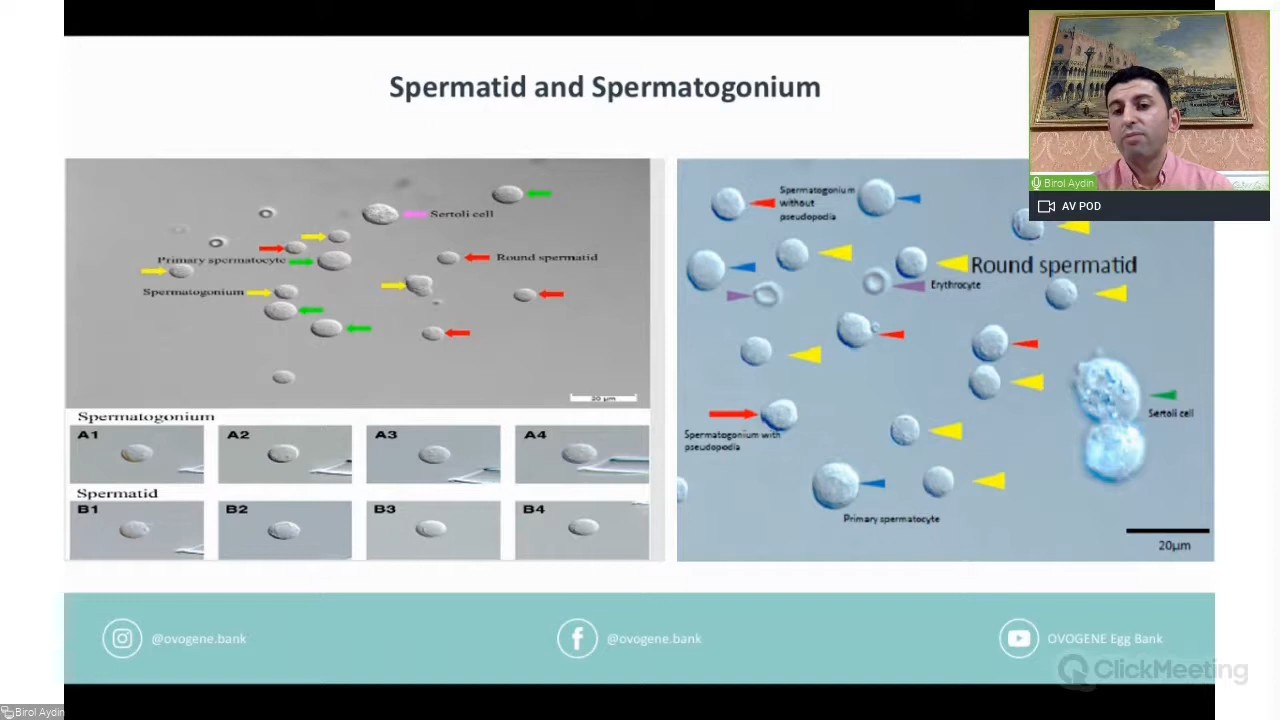 Spermatid and Spermatogonium
Birol Aydin
AV POD
Sertoli cell
Primary spermatocyte
Round spermatid
Spermatogonium
20 µm
Spermatogonium
A1
A2
A3
A4
Spermatid
B1
B2
B3
B4
Spermatogonium
without
pseudopodia
Round spermatid
Erythrocyte
Sertoli cell
Spermatogonium with
pseudopodia
Primary spermatocyte
20µm
@ovogene.bank
@ovogene.bank
OVOGENE Egg Bank
ClickMeeting
Birol Aydin